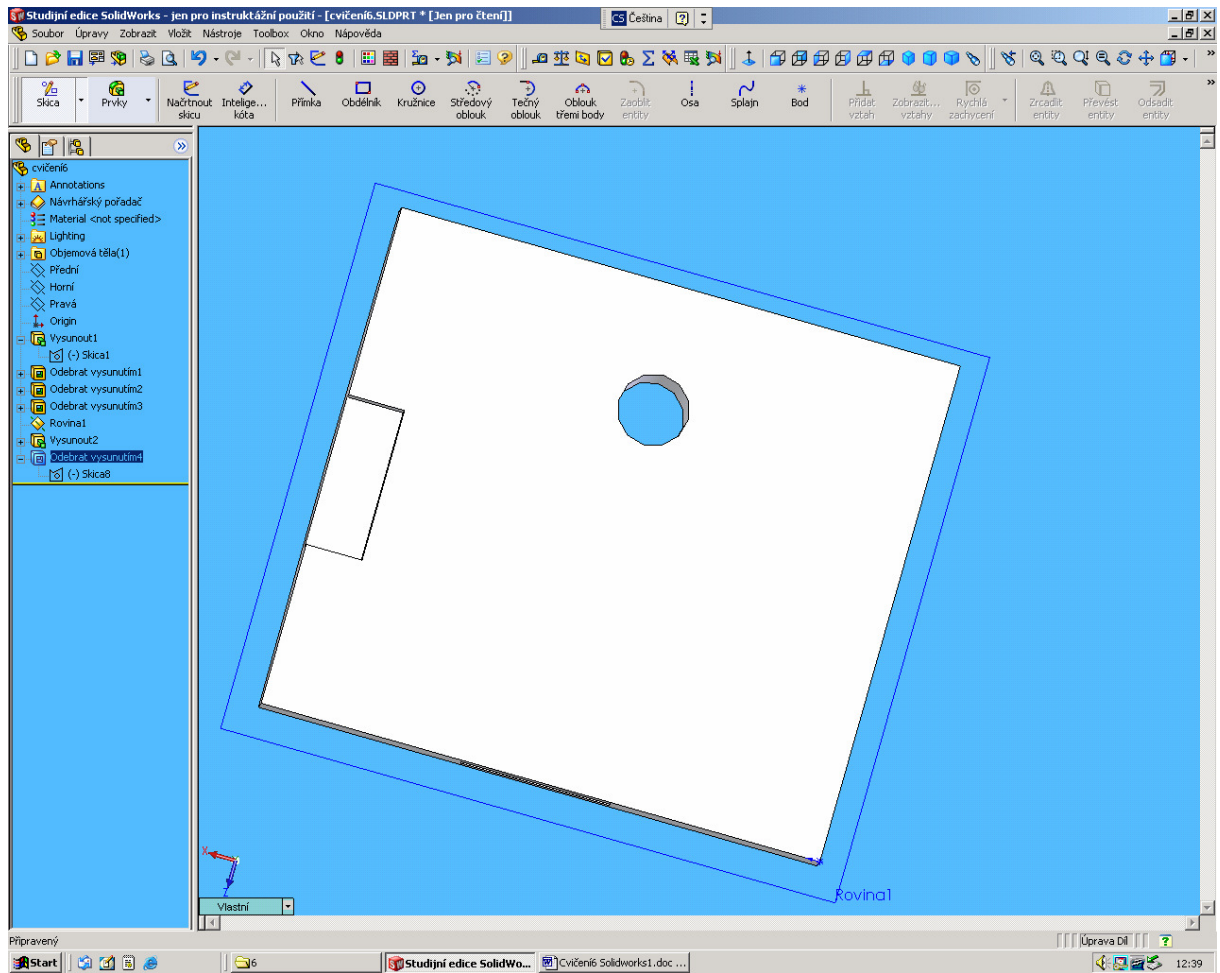 Studijní edice SolidWorks - jen pro instruktážní použití - [cvičení6.SLDPRT * [Jen pro čtení]]
CS Čeština
Soubor Úpravy Zobrazit Vložit Nástroje Toolbox Okno Nápověda
Skica
Prvky
Načrtnout skicu
Intelige... kóta
Přímka
Obdélník
Kružnice
Středový oblouk
Tečný oblouk
Oblouk třemi body
Zaoblit entity
Osa
Splajn
Bod
Přidat vztah
Zobrazit... vztahy
Rychlá zachycení
Zrcadlit entity
Převést entity
Odsadit entity
cvičení6
Annotations
Návrhářský pořadač
Material <not specified>
Lighting
Objemová těla(1)
Přední
Horní
Pravá
Origin
Vysunout1
(-) Skica1
Odebrat vysunutím1
Odebrat vysunutím2
Odebrat vysunutím3
Rovina1
Vysunout2
Odebrat vysunutím4
(-) Skica8
X
Z
Rovina1
Vlastní
Připravený
Úprava Díl
Start
6
Studijní edice SolidWo...
Cvičení6 Solidworks1.doc ...
12:39